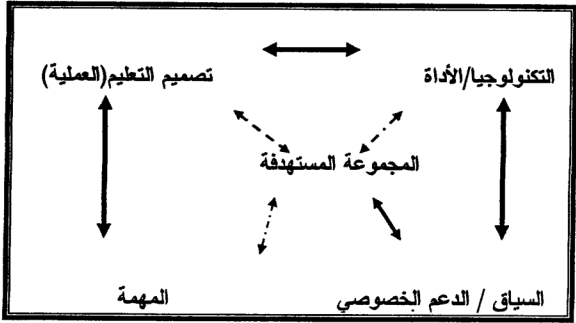 التكنولوجيا/الأداة
تصميم التعليم(العملية)
المجموعة المستهدفة
السياق / الدعم الخصوصي
المهمة